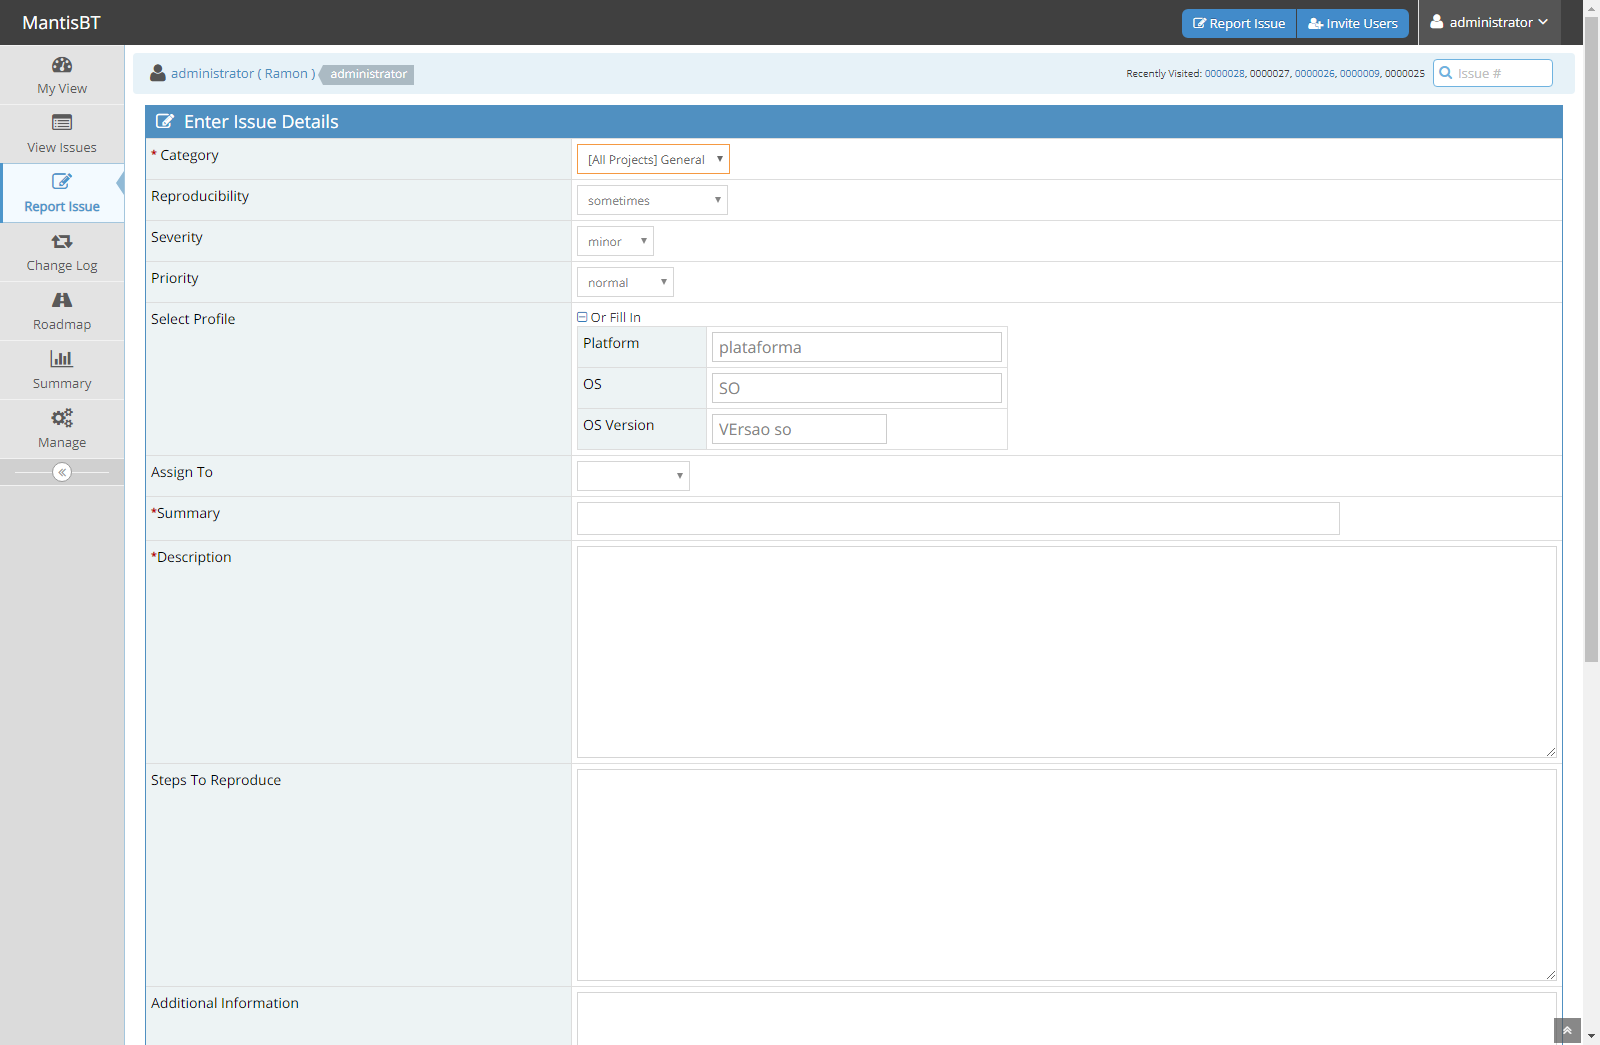 MantisBT
Report Issue
Invite Users
administrator
My View
View Issues
Report Issue
Change Log
Roadmap
Summary
Manage
administrator ( Ramon ) administrator
Recently Visited: 0000028, 0000027, 0000026, 0000009, 0000025
Issue #
Enter Issue Details
* Category
[All Projects] General
Reproducibility
sometimes
Severity
minor
Priority
normal
Select Profile
Or Fill In
Platform
plataforma
OS
SO
OS Version
VErsao so
Assign To
*Summary
*Description
Steps To Reproduce
Additional Information